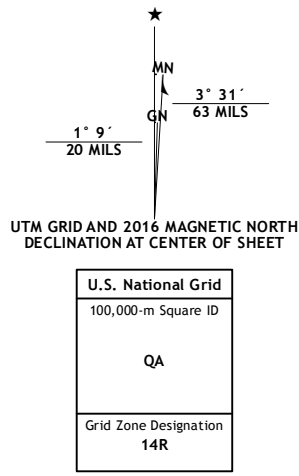 ★
MN
3° 31´
63 MILS
GN
1° 9´
20 MILS
UTM GRID AND 2016 MAGNETIC NORTH
DECLINATION AT CENTER OF SHEET
U.S. National Grid
100,000-m Square ID
QA
Grid Zone Designation
14R